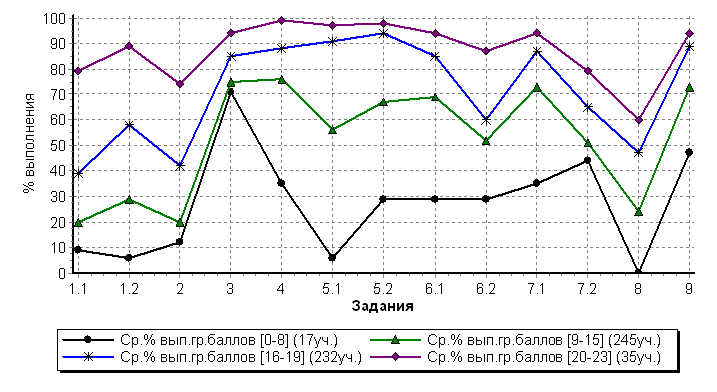 100
90
80
70
60
50
40
30
20
10
0
% выполнения
1.1 1.2 2 3 4 5.1 5.2 6.1 6.2 7.1 7.2 8 9
Задания
Ср.% вып.гр.баллов [0-8] (17уч.) Ср.% вып.гр.баллов [9-15] (245уч.)
Ср.% вып.гр.баллов [16-19] (232уч.) Ср.% вып.гр.баллов [20-23] (35уч.)